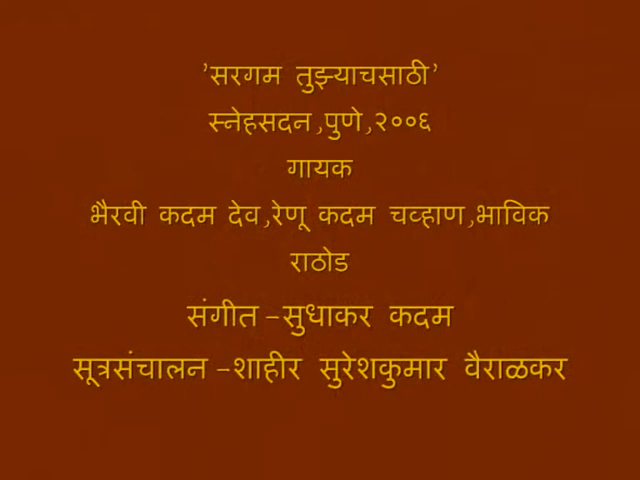 ’सरगम तुझ्याचसाठी’
स्नेहसदन,पुणे,२००६
गायक
भैरवी कदम देव,रेणू कदम चव्हाण,भाविक
राठोड
संगीत-सुधाकर कदम
सूत्रसंचालन-शाहीर सुरेशकुमार वैराळकर